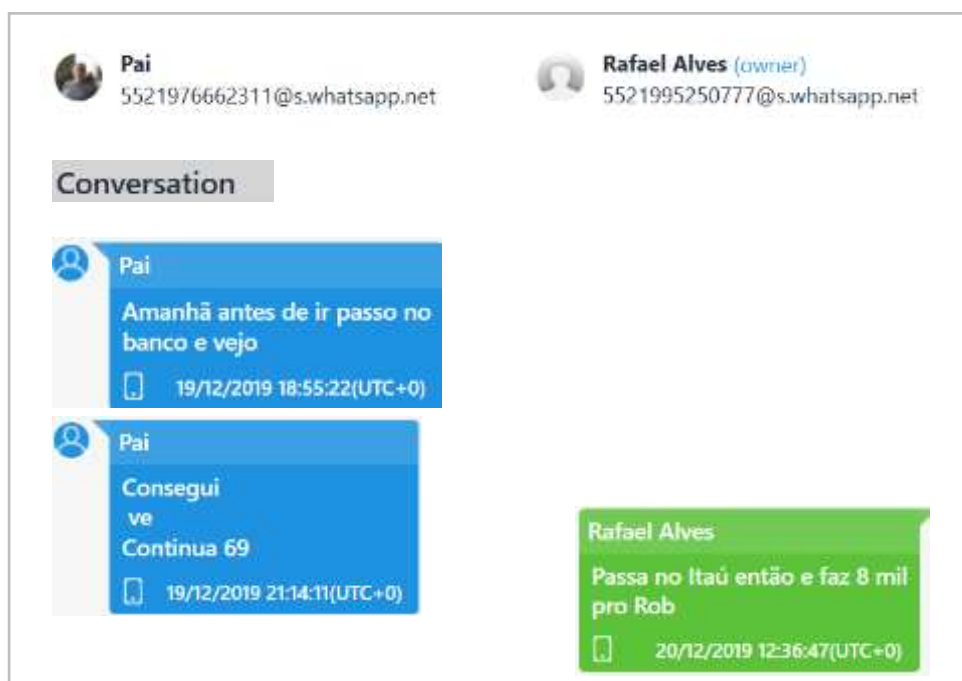 Pai
5521976662311@s.whatsapp.net
Rafael Alves (owner)
5521995250777@s.whatsapp.net
Conversation
Pai
Amanhã antes de ir passo no
banco e vejo
19/12/2019 18:55:22(UTC+0)
Pai
Consegui
ve
Continua 69
19/12/2019 21:14:11(UTC+0)
Rafael Alves
Passa no Itaú então e faz 8 mil
pro Rob
20/12/2019 12:36:47(UTC+0)